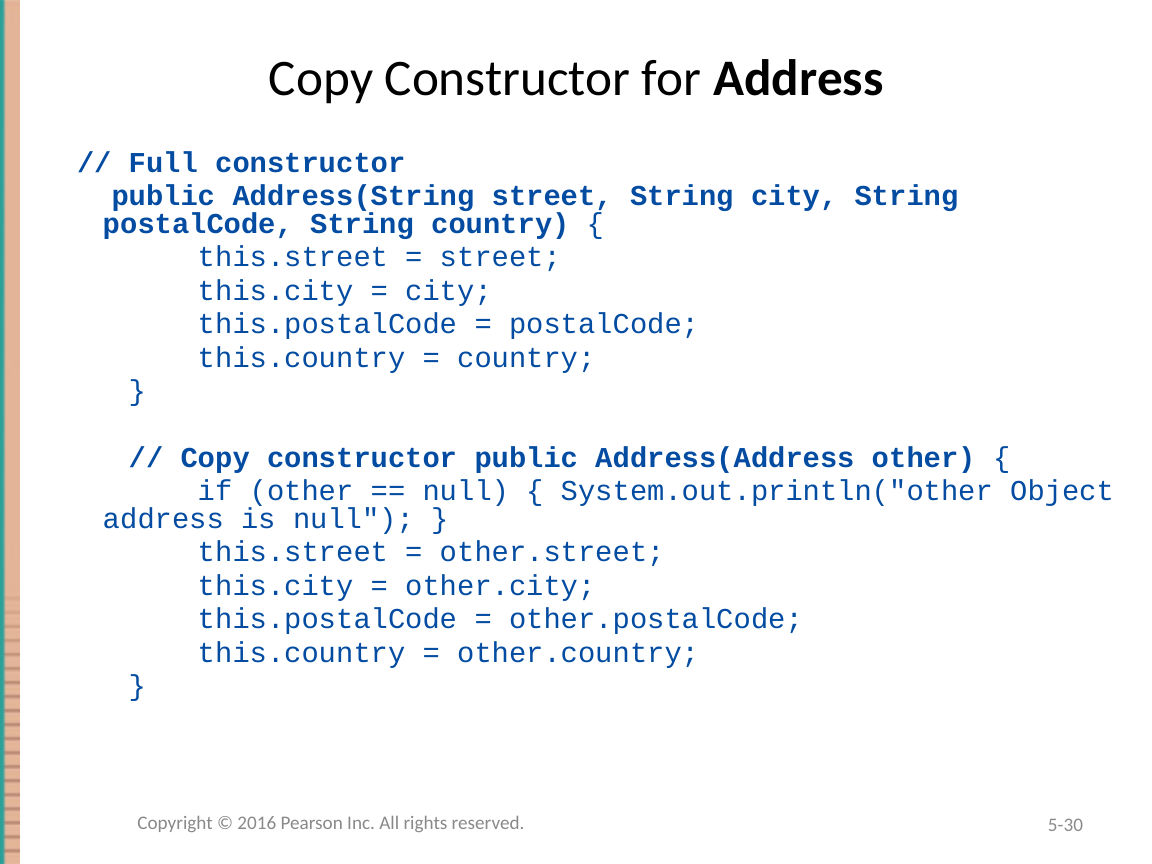 Copy Constructor for Address
// Full constructor
public Address(String street, String city, String
postalCode, String country) {
this.street = street;
this.city = city;
this.postalCode = postalCode;
this.country = country;
}
// Copy constructor public Address(Address other) {
if (other == null) { System.out.println("other Object
address is null"); }
this.street = other.street;
this.city = other.city;
this.postalCode = other.postalCode;
this.country = other.country;
}
Copyright © 2016 Pearson Inc. All rights reserved.
5-30